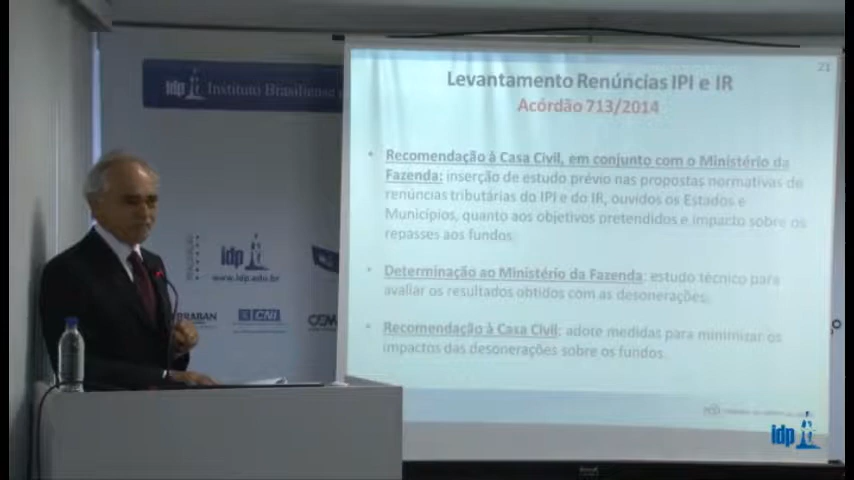 21
Levantamento Renúncias IPI e IR
Acórdão 713/2014
• Recomendação à Casa Civil, em conjunto com o Ministério da
Fazenda: inserção de estudo prévio nas propostas normativas de
renúncias tributárias do IPI e do IR, ouvidos os Estados e
Municípios, quanto aos objetivos pretendidos e impacto sobre os
repasses aos fundos.
• Determinação ao Ministério da Fazenda: estudo técnico para
avaliar os resultados obtidos com as desonerações.
• Recomendação à Casa Civil: adote medidas para minimizar os
impactos das desonerações sobre os fundos.
idp Instituto Brasiliense
idp
www.idp.edu.br
CNI
idp